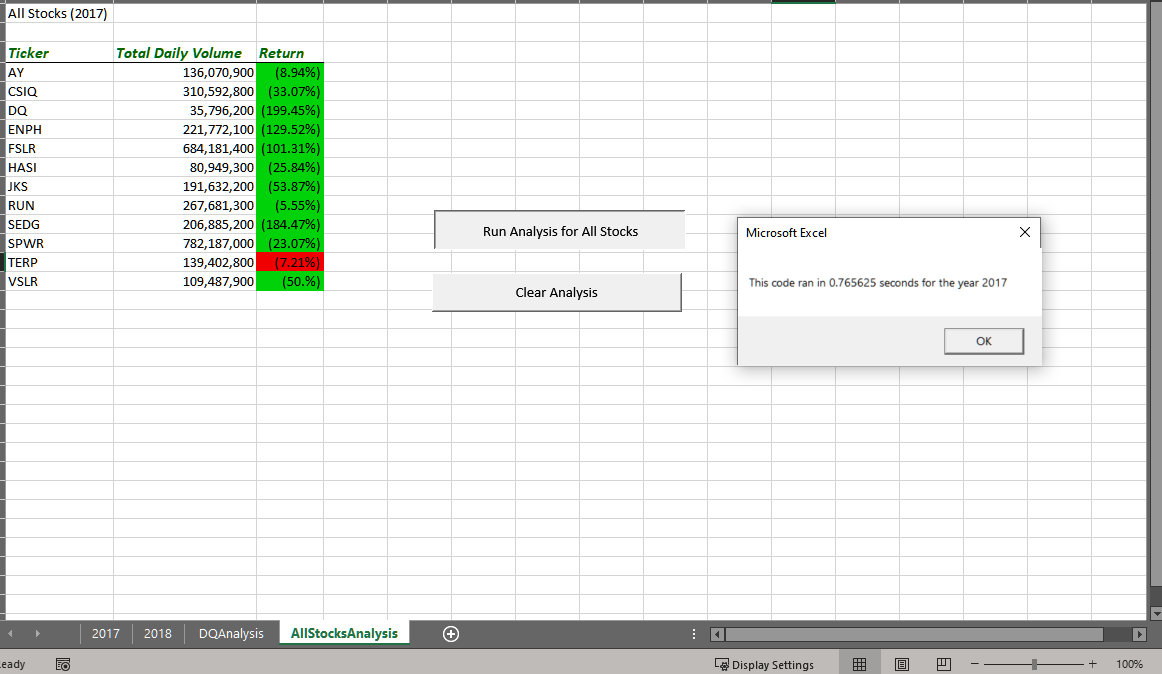 All Stocks (2017)
Ticker Total Daily Volume Return
AY 136,070,900 (8.94%)
CSIQ 310,592,800 (33.07%)
DQ 35,796,200 (199.45%)
ENPH 221,772,100 (129.52%)
FSLR 684,181,400 (101.31%)
HASI 80,949,300 (25.84%)
JKS 191,632,200 (53.87%)
RUN 267,681,300 (5.55%)
SEDG 206,885,200 (184.47%)
SPWR 782,187,000 (23.07%)
TERP 139,402,800 (7.21%)
VSLR 109,487,900 (50.%)
Run Analysis for All Stocks
Clear Analysis
Microsoft Excel
This code ran in 0.765625 seconds for the year 2017
OK
2017 2018 DQAnalysis AllStocksAnalysis
eady Display Settings 100%